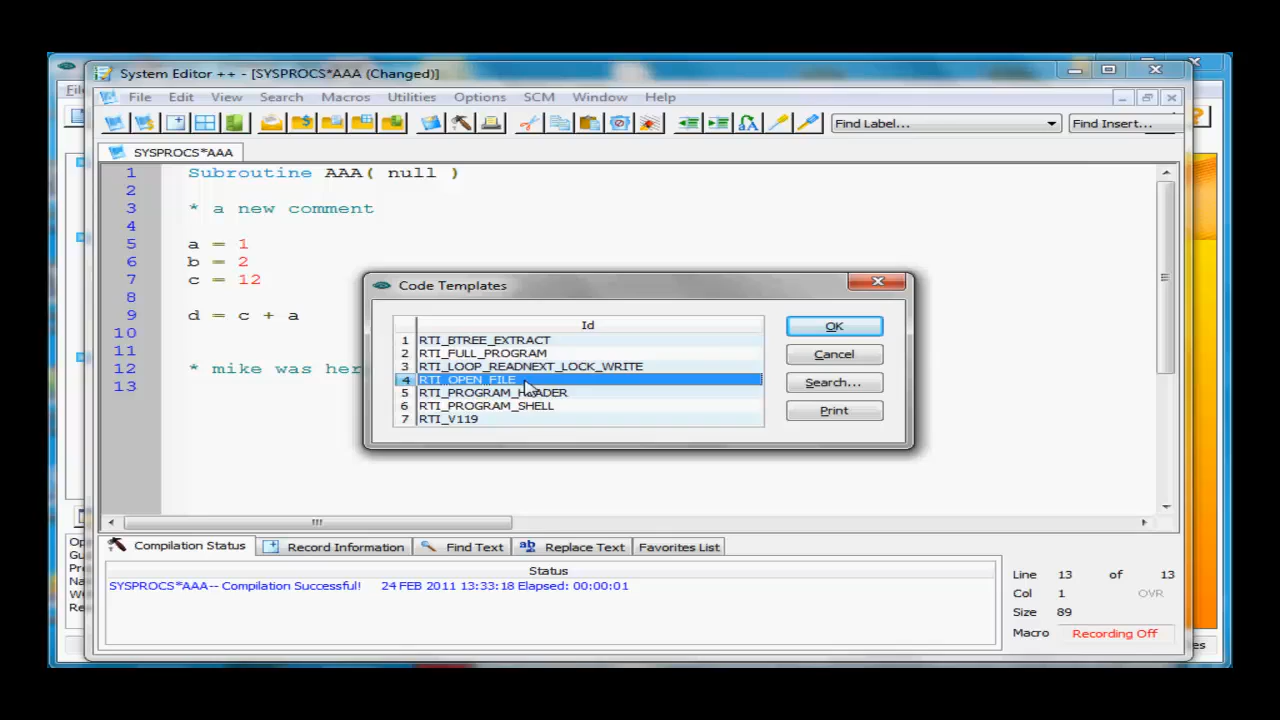 System Editor ++ - [SYSPROCS*AAA (Changed)]
File Edit View Search Macros Utilities Options SCM Window Help
Find Label... Find Insert...
SYSPROCS*AAA
1 Subroutine AAA( null )
2
3 * a new comment
4
5 a = 1
6 b = 2
7 c = 12
8
9 d = c + a
10
11
12 * mike was her
13
Code Templates
Id
1 RTI_BTREE_EXTRACT
2 RTI_FULL_PROGRAM
3 RTI_LOOP_READNEXT_LOCK_WRITE
4 RTI_OPEN_FILE
5 RTI_PROGRAM_HEADER
6 RTI_PROGRAM_SHELL
7 RTI_V119
OK
Cancel
Search...
Print
Compilation Status Record Information Find Text Replace Text Favorites List
Status
SYSPROCS*AAA-- Compilation Successful! 24 FEB 2011 13:33:18 Elapsed: 00:00:01
Line 13 of 13
Col 1 OVR
Size 89
Macro Recording Off